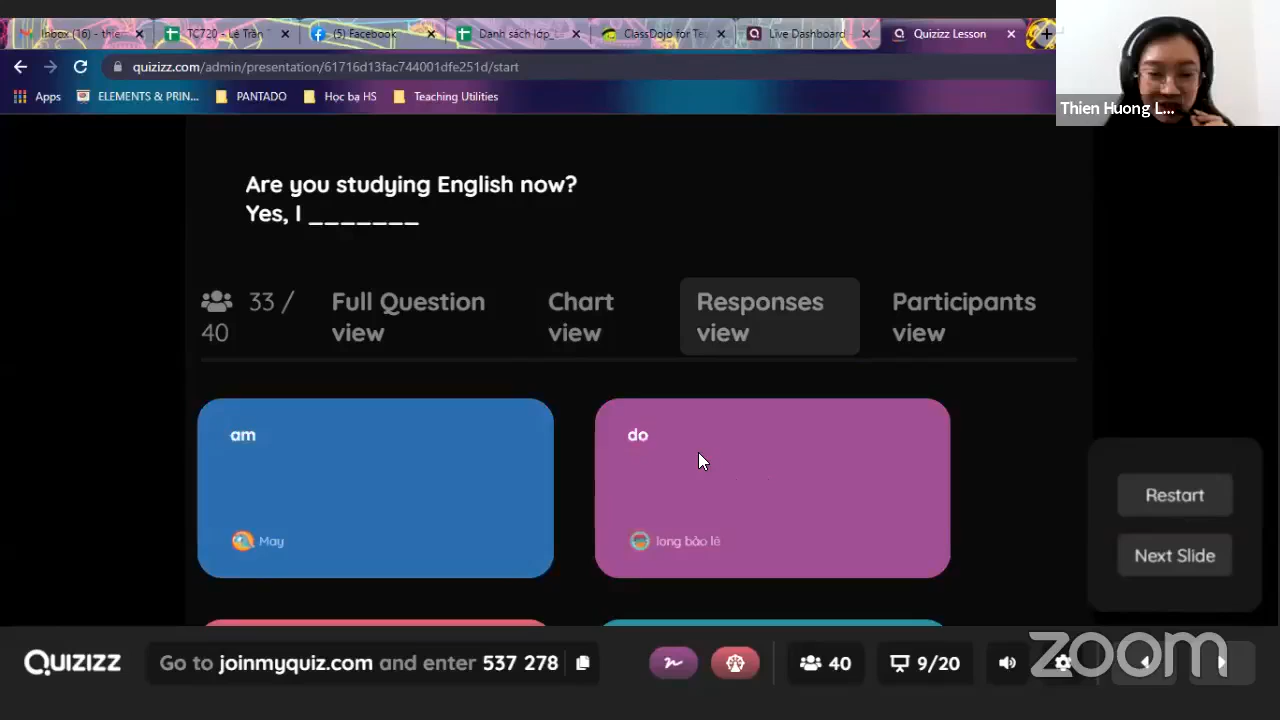 Inbox (16) - thie
TC720 - Lê Trần T
(5) Facebook
Danh sách lớp_L
ClassDojo for Te
Live Dashboard
Quizizz Lesson
quizizz.com/admin/presentation/61716d13fac744001dfe251d/start
Apps
ELEMENTS & PRIN...
PANTADO
Học bạ HS
Teaching Utilities
Thien Huong L...
Are you studying English now?
Yes, I _______
33 /
40
Full Question
view
Chart
view
Responses
view
Participants
view
am
May
do
long bảo lê
Restart
Next Slide
QUIZIZZ
Go to joinmyquiz.com and enter 537 278
40
9/20
zoom